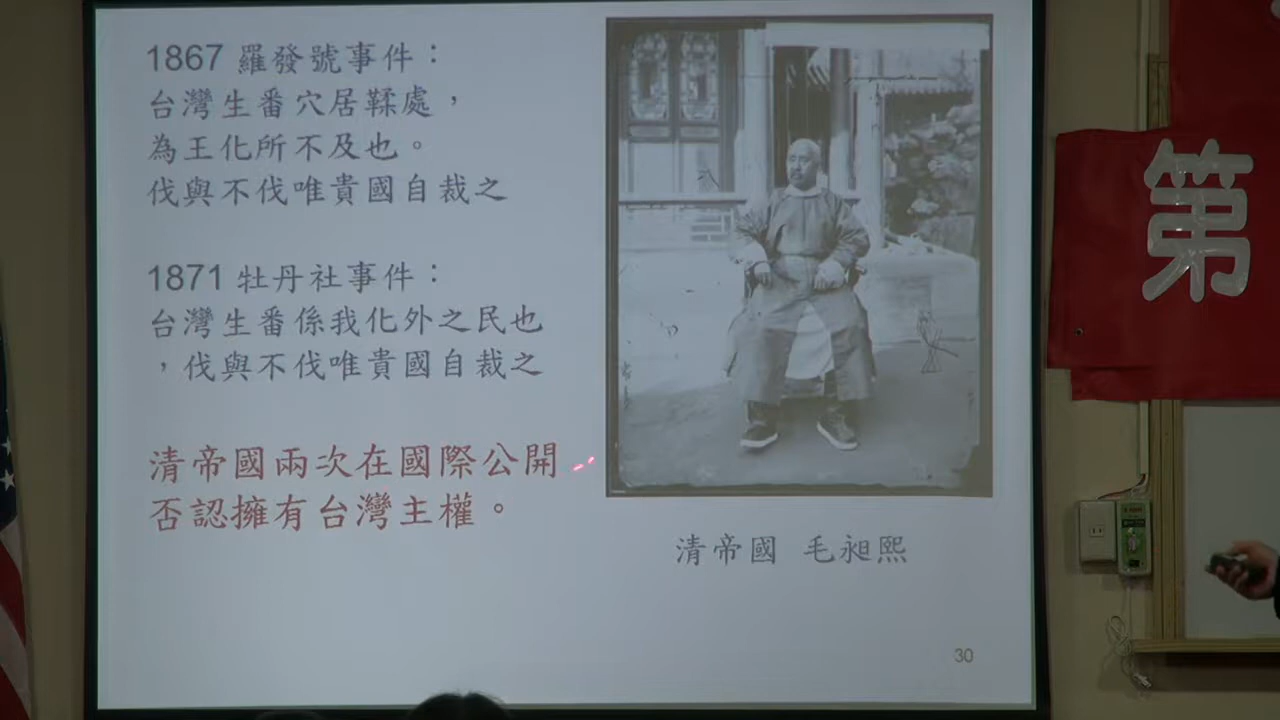 1867 羅發號事件：
台灣生番穴居鞣處，
為王化所不及也。
伐與不伐唯貴國自裁之
1871 牡丹社事件：
台灣生番係我化外之民也
，伐與不伐唯貴國自裁之
清帝國兩次在國際公開
否認擁有台灣主權。
清帝國 毛昶熙
30
第